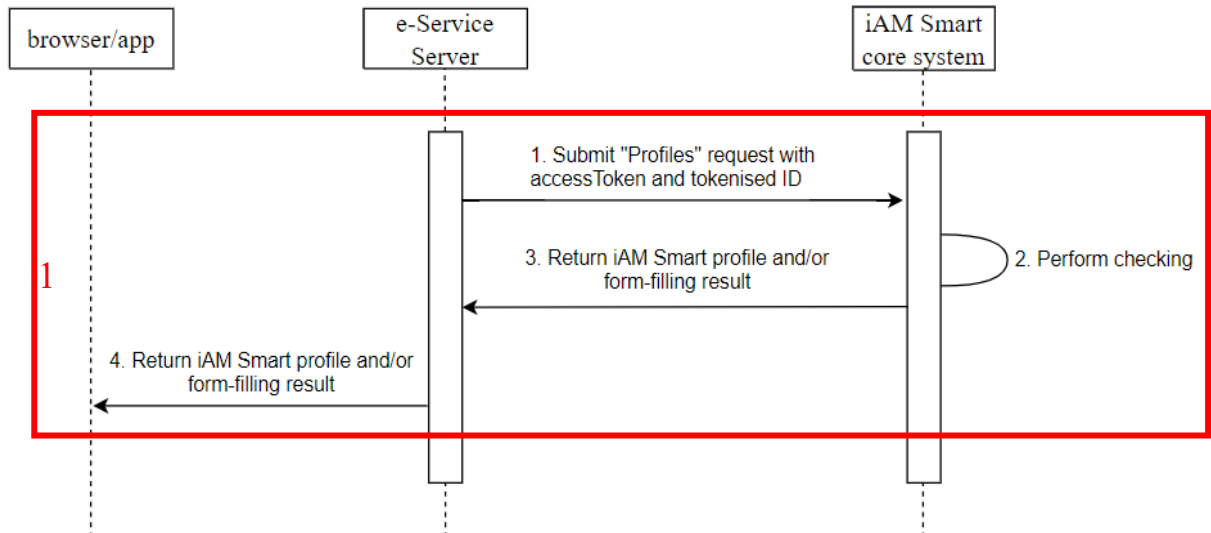 browser/app
e-Service
Server
iAM Smart
core system
1. Submit "Profiles" request with
accessToken and tokenised ID
3. Return iAM Smart profile and/or
form-filling result
2. Perform checking
1
4. Return iAM Smart profile and/or
form-filling result